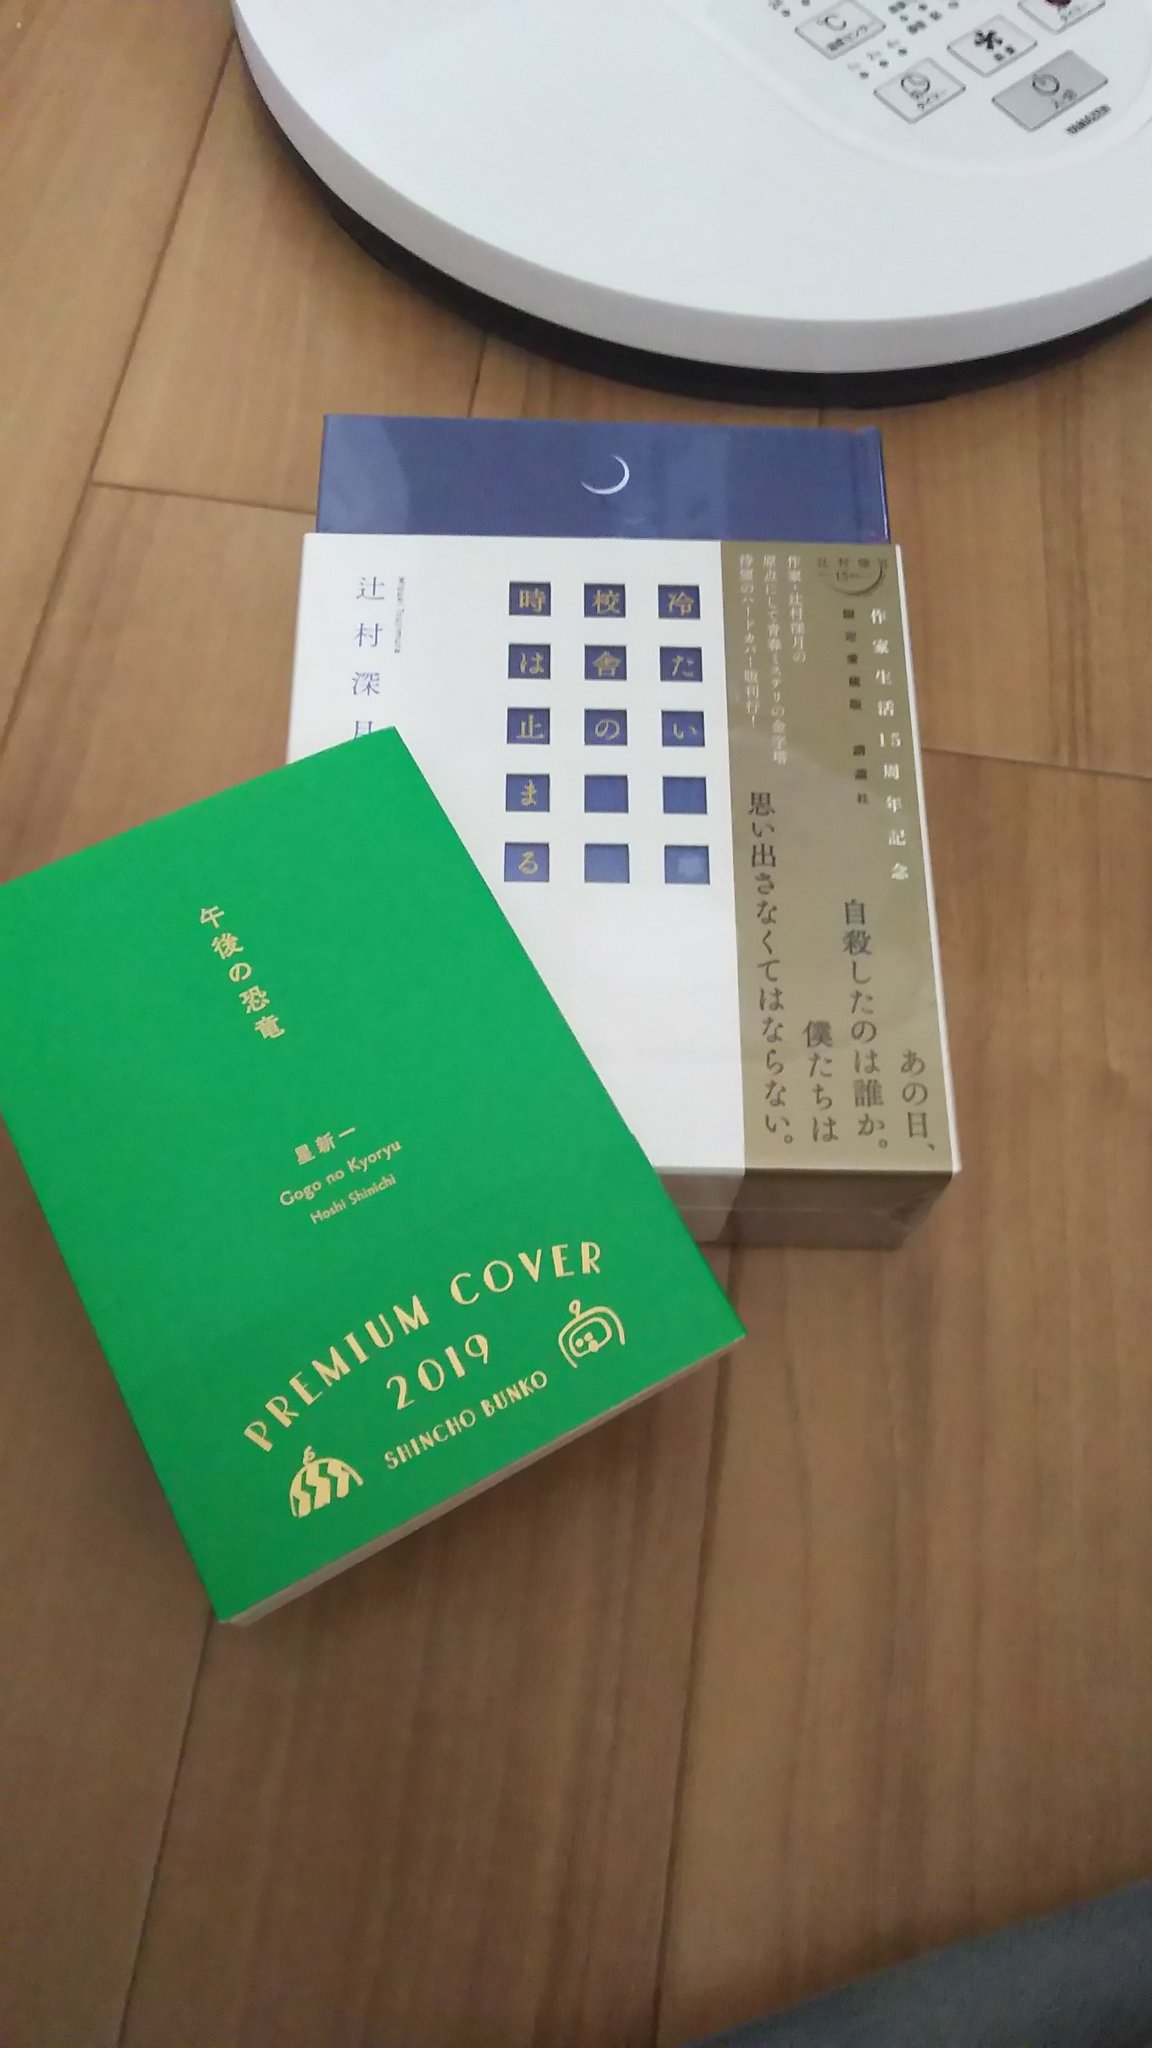 YAMAZEN
冷たい
校舎の
時は止まる
辻村深月
作家生活15周年記念
限定愛蔵版 講談社
作家・辻村深月の
原点にして青春ミステリの金字塔
待望のハードカバー版刊行！
あの日、
自殺したのは誰か。
僕たちは
思い出さなくてはならない。
午後の恐竜
星新一
Gogo no Kyoryu
Hoshi Shinichi
PREMIUM COVER
2019
SHINCHO BUNKO